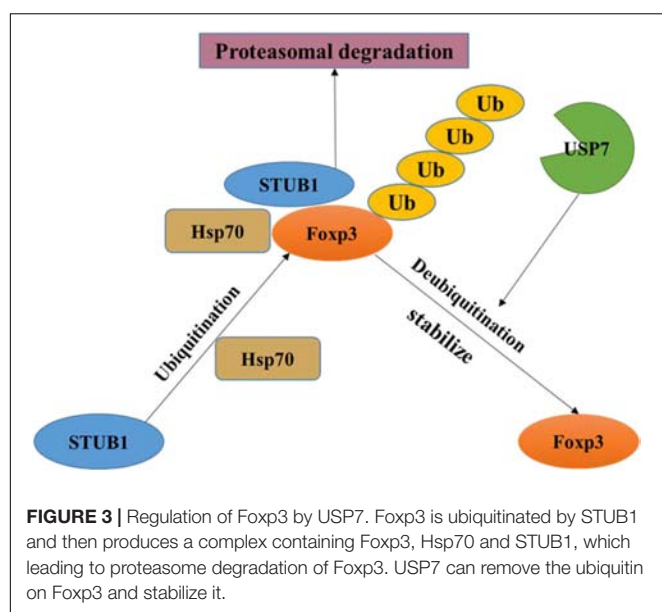 Proteasomal degradation
Ub
Ub
USP7
Ub
STUB1
Ub
Hsp70
Foxp3
Deubiquitination
stabilize
Ubiquitination
Hsp70
STUB1
Foxp3
FIGURE 3 | Regulation of Foxp3 by USP7. Foxp3 is ubiquitinated by STUB1
and then produces a complex containing Foxp3, Hsp70 and STUB1, which
leading to proteasome degradation of Foxp3. USP7 can remove the ubiquitin
on Foxp3 and stabilize it.